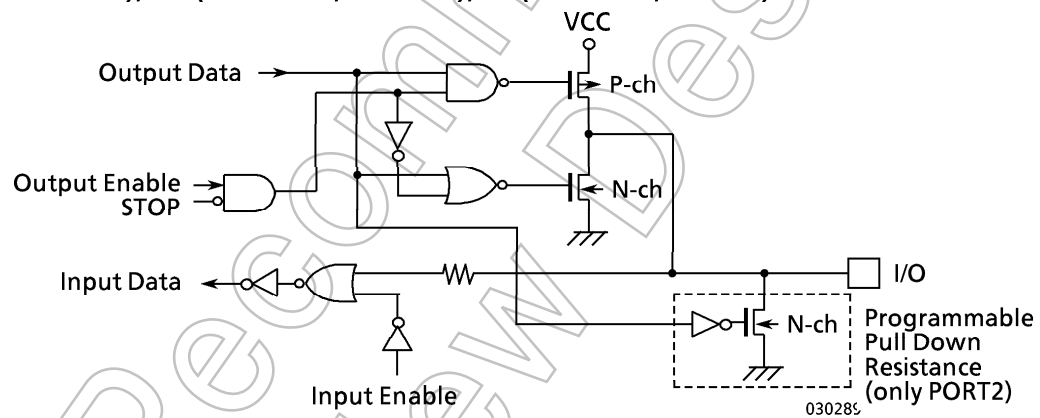 VCC
Output Data
P-ch
Output Enable
STOP
N-ch
Input Data
I/O
N-ch
Programmable
Pull Down
Resistance
(only PORT2)
Input Enable